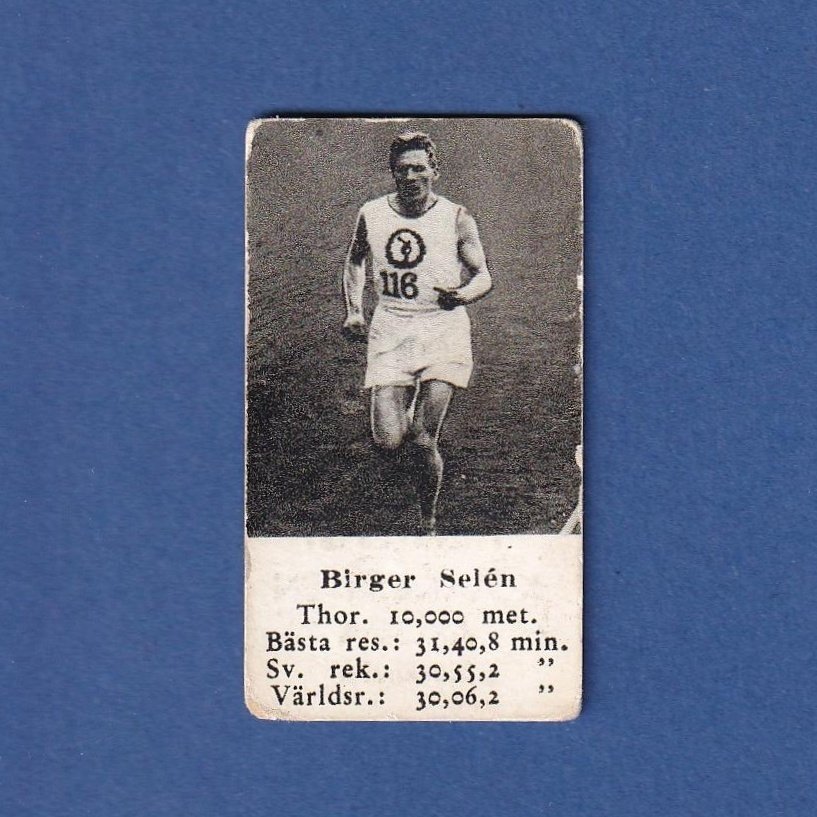 116
Birger Selén
Thor. 10,000 met.
Bästa res.: 31,40,8 min.
Sv. rek.: 30,55,2 ”
Världsr.: 30,06,2 ”